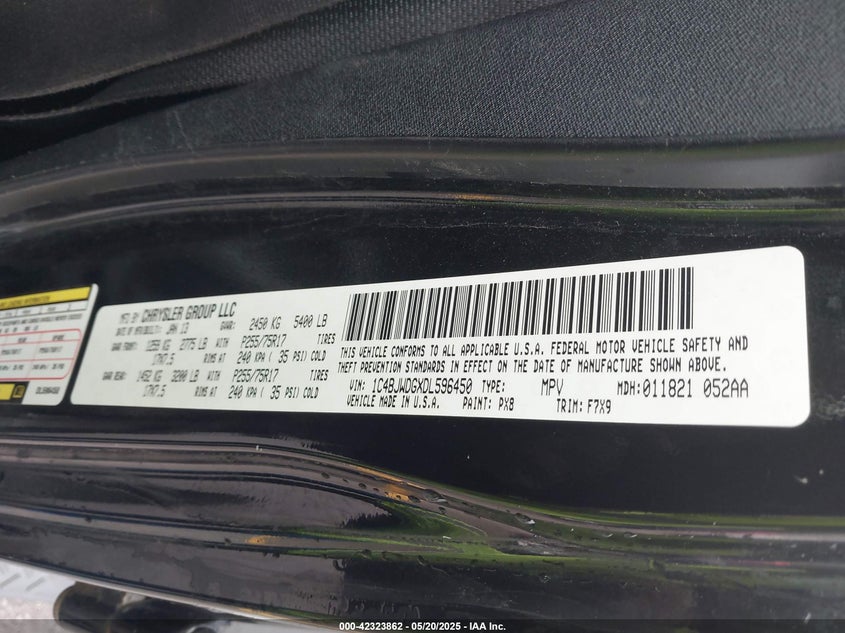 MFD BY CHRYSLER GROUP LLC
DATE OF MFR/BUILT: JAN 13 GVWR: 2450 KG 5400 LB
GAWR FRONT: 1259 KG 2775 LB WITH P255/75R17 TIRES
17X7.5 RIMS AT 240 KPA ( 35 PSI) COLD
GAWR REAR: 1452 KG 3200 LB WITH P255/75R17 TIRES
17X7.5 RIMS AT 240 KPA ( 35 PSI) COLD
THIS VEHICLE CONFORMS TO ALL APPLICABLE U.S.A. FEDERAL MOTOR VEHICLE SAFETY AND
THEFT PREVENTION STANDARDS IN EFFECT ON THE DATE OF MANUFACTURE SHOWN ABOVE.
VIN: 1C4BJWDGXDL596450 TYPE: MPV MDH: 011821 052AA
VEHICLE MADE IN U.S.A. PAINT: PX8 TRIM: F7X9
DL596450
000-42323862 - 05/20/2025 - IAA Inc.